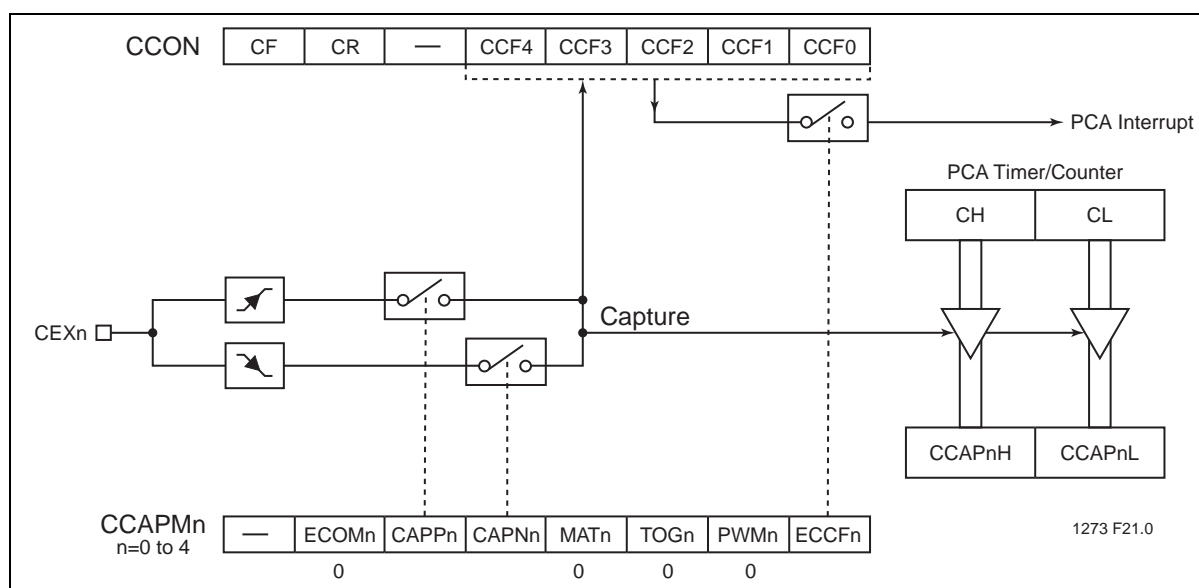 CCON CF CR — CCF4 CCF3 CCF2 CCF1 CCF0
PCA Interrupt
PCA Timer/Counter
CH CL
CEXn
Capture
CCAPnH CCAPnL
CCAPMn — ECOMn CAPPn CAPNn MATn TOGn PWMn ECCFn
n=0 to 4
0 0 0 0
1273 F21.0